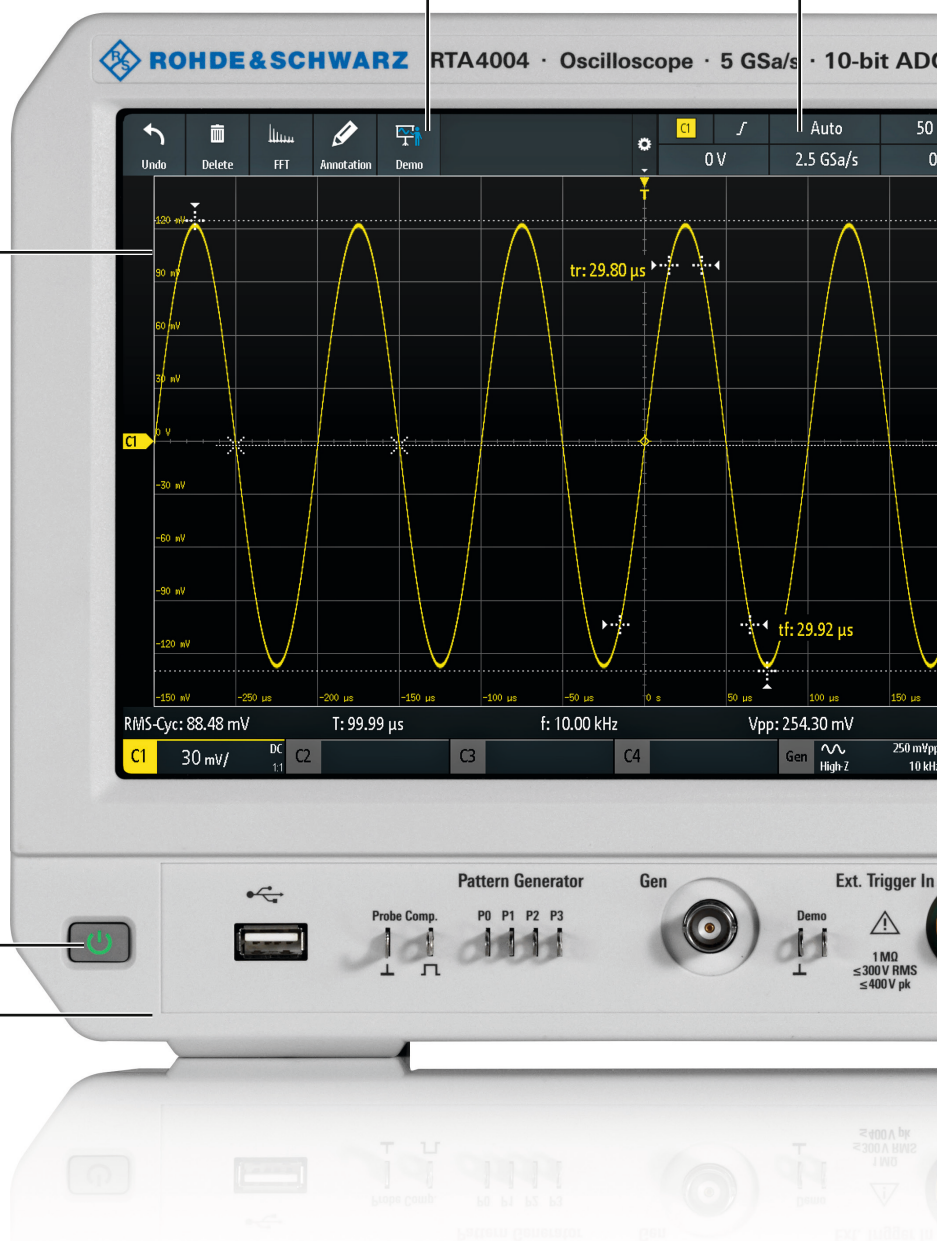 R&S ROHDE&SCHWARZ RTA4004 · Oscilloscope · 5 GSa/s · 10-bit ADC
Undo Delete FFT Annotation Demo
C1 Auto 50
0 V 2.5 GSa/s 0
T
120 mV
90 mV
tr: 29.80 µs
60 mV
30 mV
C1 0 V
-30 mV
-60 mV
-90 mV
-120 mV
tf: 29.92 µs
-150 mV -250 µs -200 µs -150 µs -100 µs -50 µs 0 s 50 µs 100 µs 150 µs
RMS-Cyc: 88.48 mV T: 99.99 µs f: 10.00 kHz Vpp: 254.30 mV
C1 30 mV/ DC 1:1 C2 C3 C4 Gen High-Z 250 mVpp
10 kHz
Pattern Generator Gen Ext. Trigger In
Probe Comp. P0 P1 P2 P3 Demo
1 MΩ
≤300 V RMS
≤400 V pk